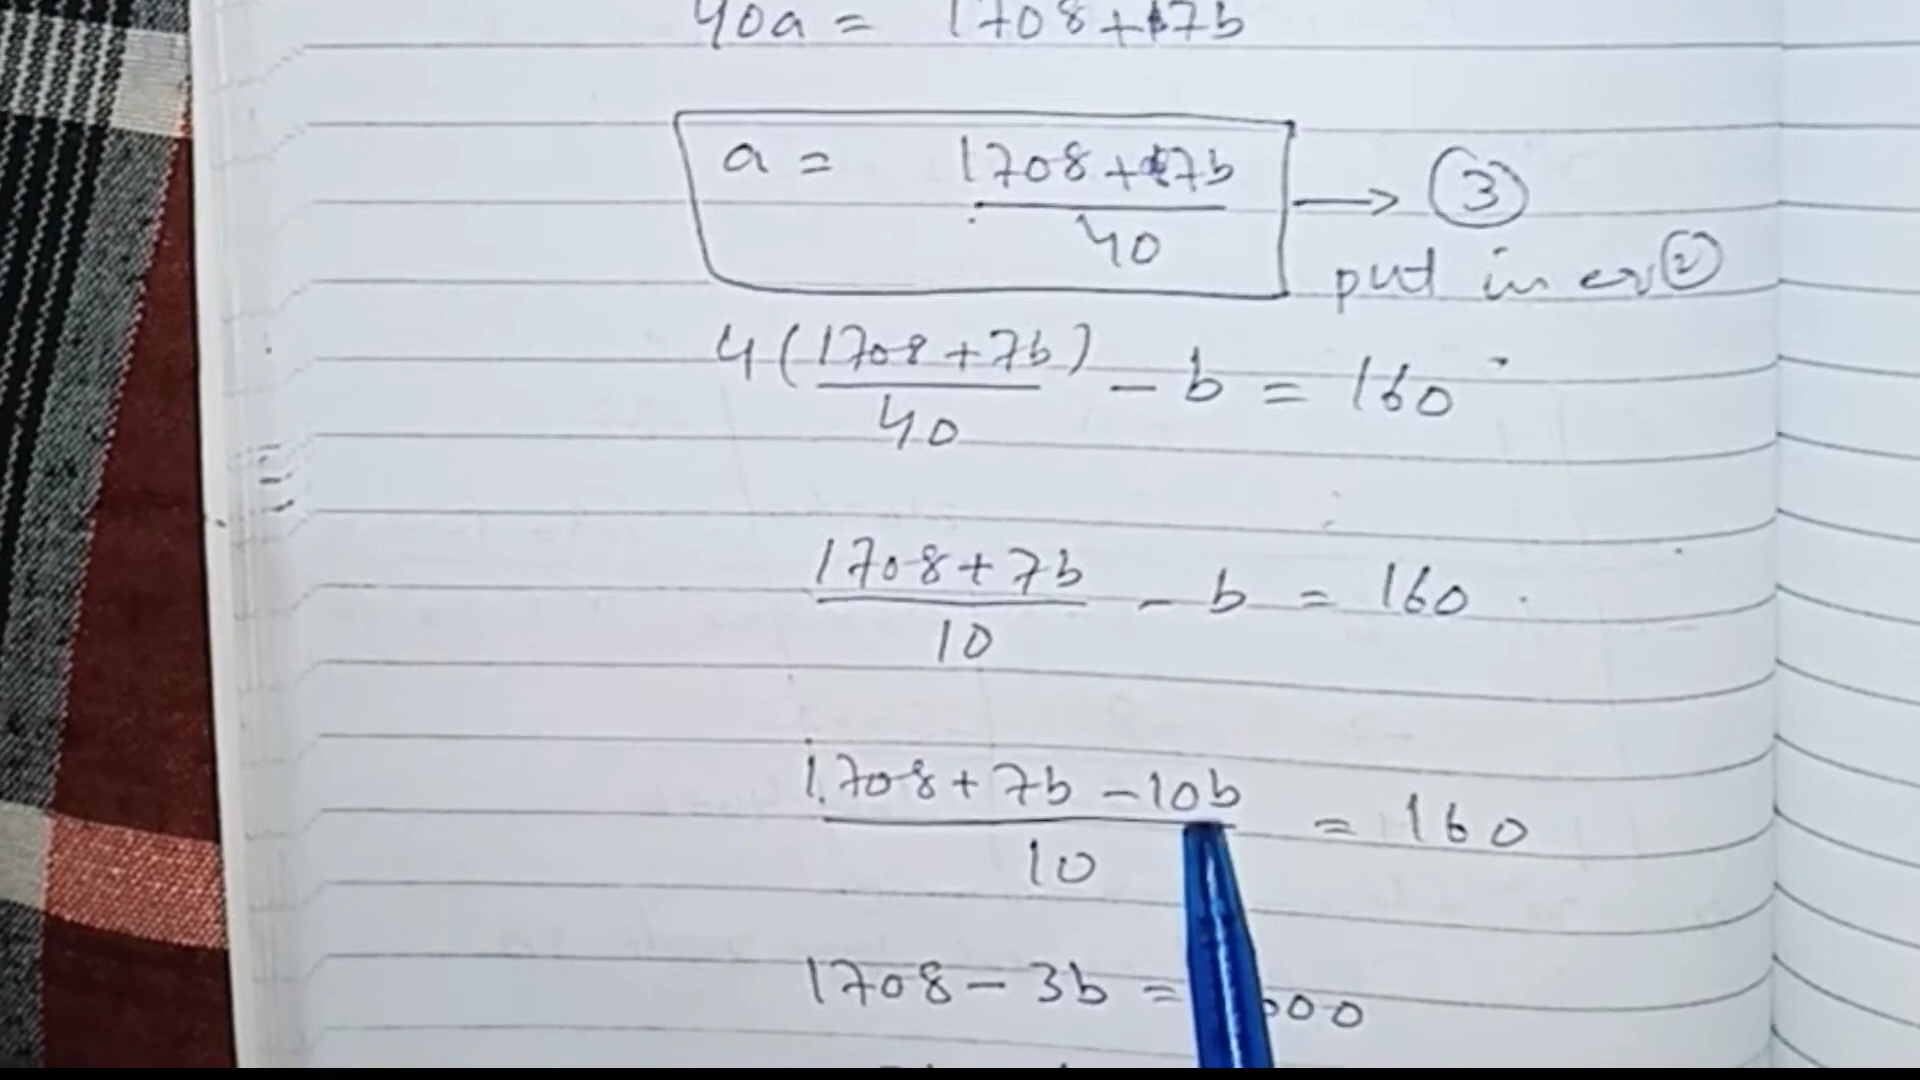 40a = 1708+7b
a = 1708+7b / 40 → ③
put in eq ②
4(1708+7b) / 40 - b = 160
1708+7b / 10 - b = 160
1708+7b-10b / 10 = 160
1708-3b = 600